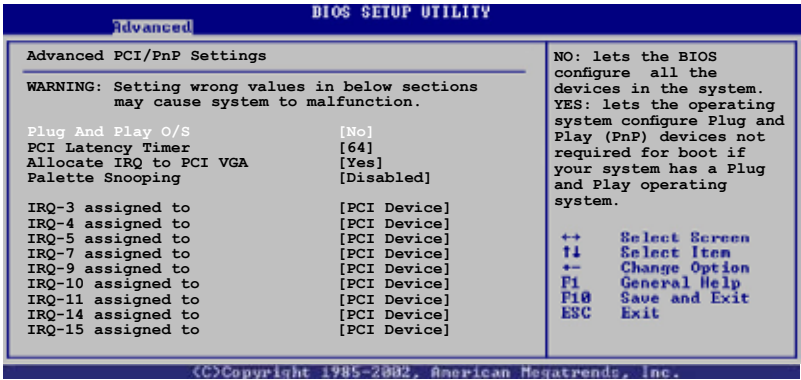 BIOS SETUP UTILITY
Advanced
Advanced PCI/PnP Settings
WARNING: Setting wrong values in below sections
may cause system to malfunction.
Plug And Play O/S [No]
PCI Latency Timer [64]
Allocate IRQ to PCI VGA [Yes]
Palette Snooping [Disabled]
IRQ-3 assigned to [PCI Device]
IRQ-4 assigned to [PCI Device]
IRQ-5 assigned to [PCI Device]
IRQ-7 assigned to [PCI Device]
IRQ-9 assigned to [PCI Device]
IRQ-10 assigned to [PCI Device]
IRQ-11 assigned to [PCI Device]
IRQ-14 assigned to [PCI Device]
IRQ-15 assigned to [PCI Device]
NO: lets the BIOS
configure all the
devices in the system.
YES: lets the operating
system configure Plug and
Play (PnP) devices not
required for boot if
your system has a Plug
and Play operating
system.
↔ Select Screen
↑↓ Select Item
+- Change Option
F1 General Help
F10 Save and Exit
ESC Exit
(C)Copyright 1985-2002, American Megatrends, Inc.